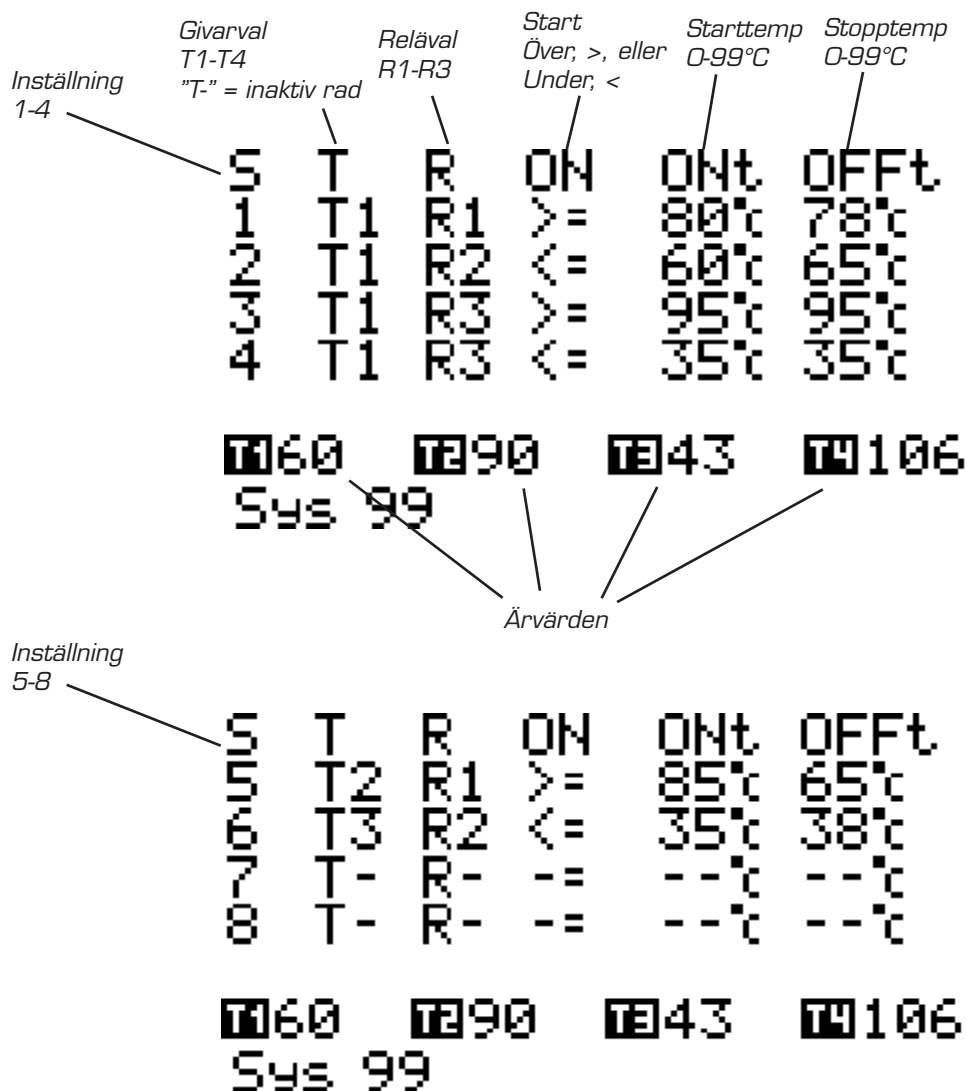 Givarval
T1-T4
"T-" = inaktiv rad
Reläval
R1-R3
Start
Över, >, eller
Under, <
Starttemp
0-99°C
Stopptemp
0-99°C
Inställning
1-4
S T R ON ONt OFFt
1 T1 R1 >= 80°c 78°c
2 T1 R2 <= 60°c 65°c
3 T1 R3 >= 95°c 95°c
4 T1 R3 <= 35°c 35°c
T1 60 T2 90 T3 43 T4 106
Sys 99
Ärvärden
Inställning
5-8
S T R ON ONt OFFt
5 T2 R1 >= 85°c 65°c
6 T3 R2 <= 35°c 38°c
7 T- R- -= --°c --°c
8 T- R- -= --°c --°c
T1 60 T2 90 T3 43 T4 106
Sys 99